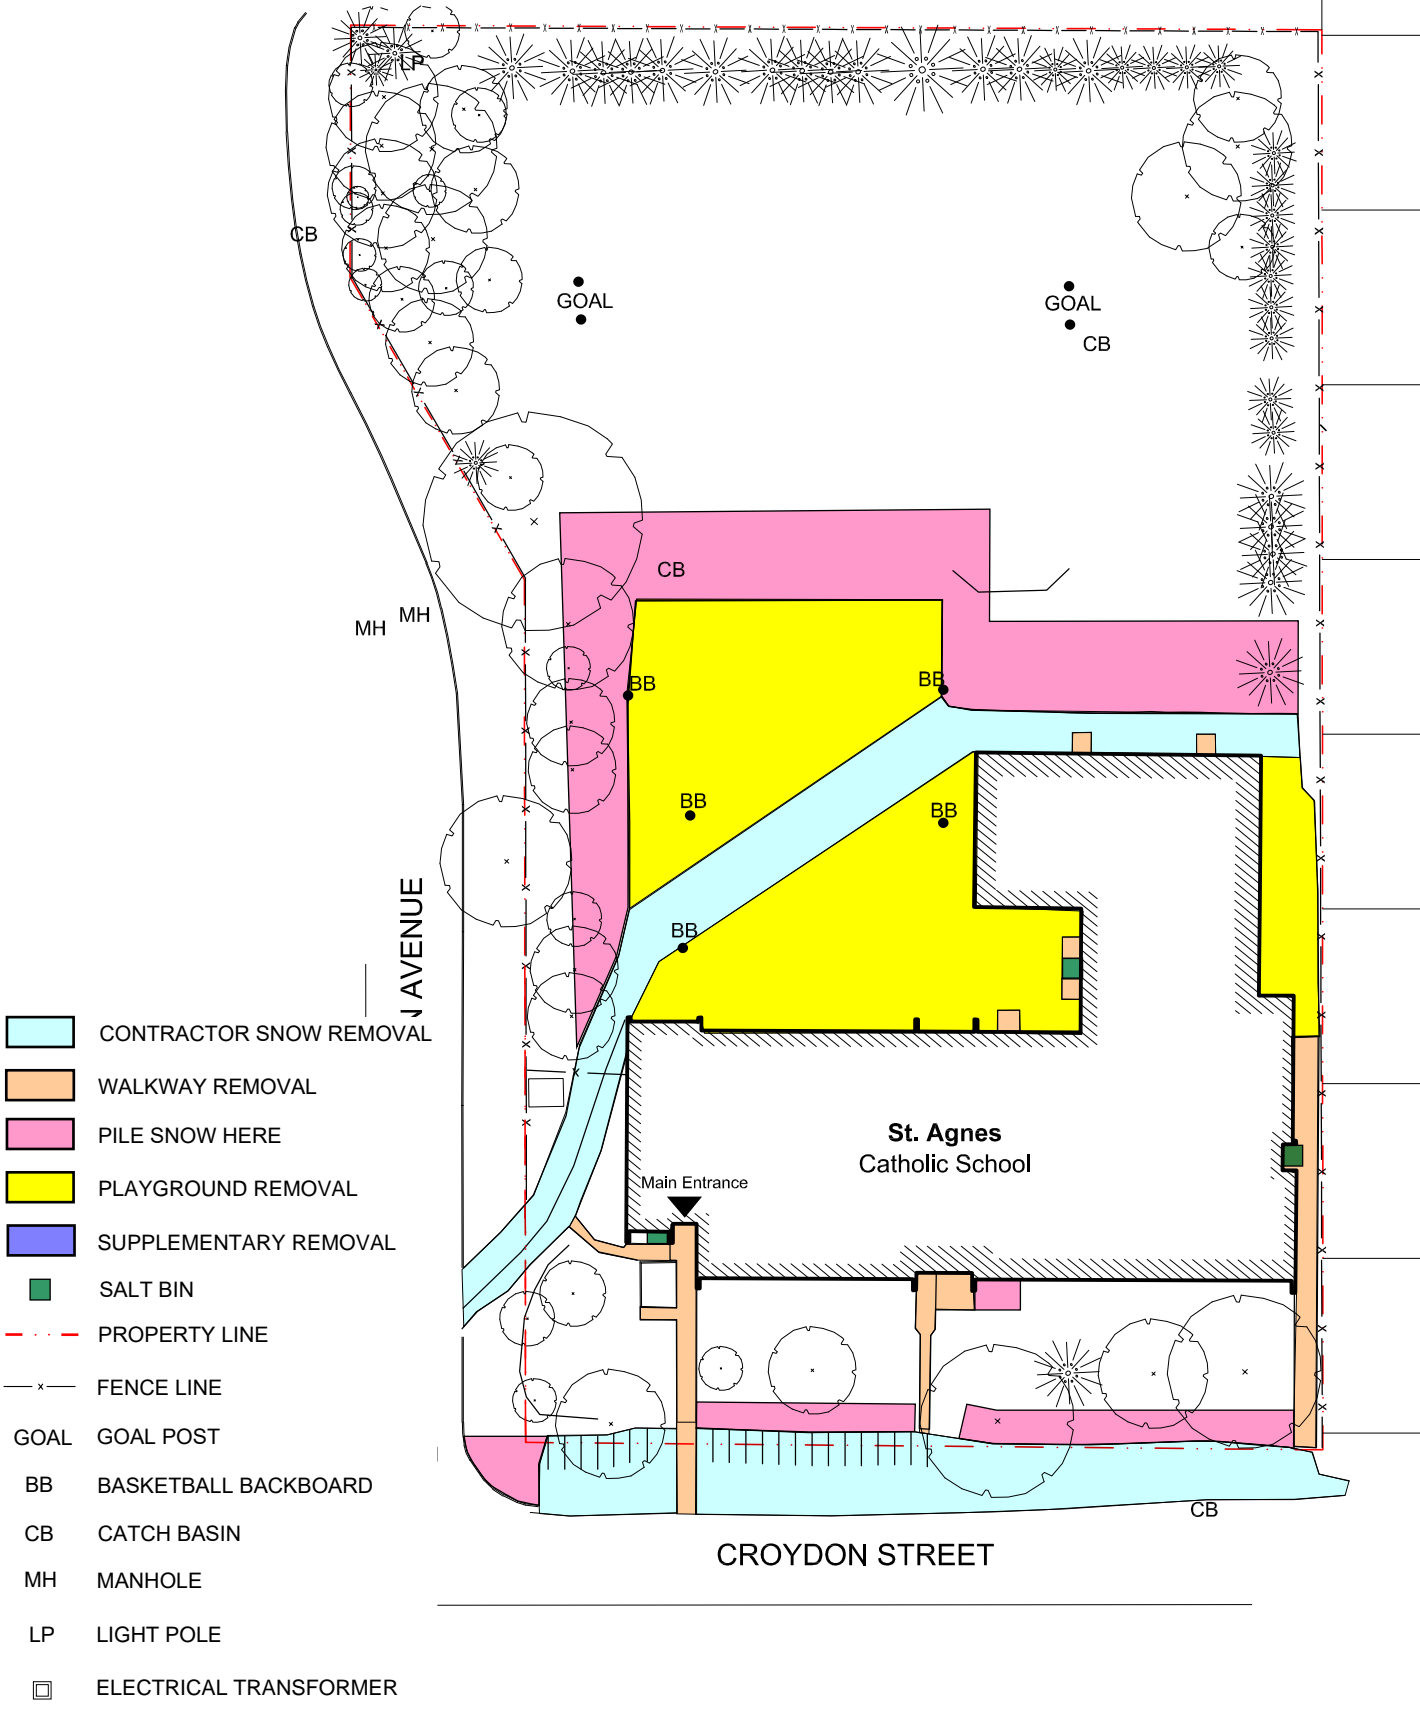 LP
CB
GOAL
GOAL
CB
CB
MH
MH
BB
BB
BB
BB
BB
N AVENUE
CONTRACTOR SNOW REMOVAL
WALKWAY REMOVAL
PILE SNOW HERE
PLAYGROUND REMOVAL
SUPPLEMENTARY REMOVAL
SALT BIN
PROPERTY LINE
FENCE LINE
GOAL GOAL POST
BB BASKETBALL BACKBOARD
CB CATCH BASIN
MH MANHOLE
LP LIGHT POLE
ELECTRICAL TRANSFORMER
St. Agnes
Catholic School
Main Entrance
CB
CROYDON STREET